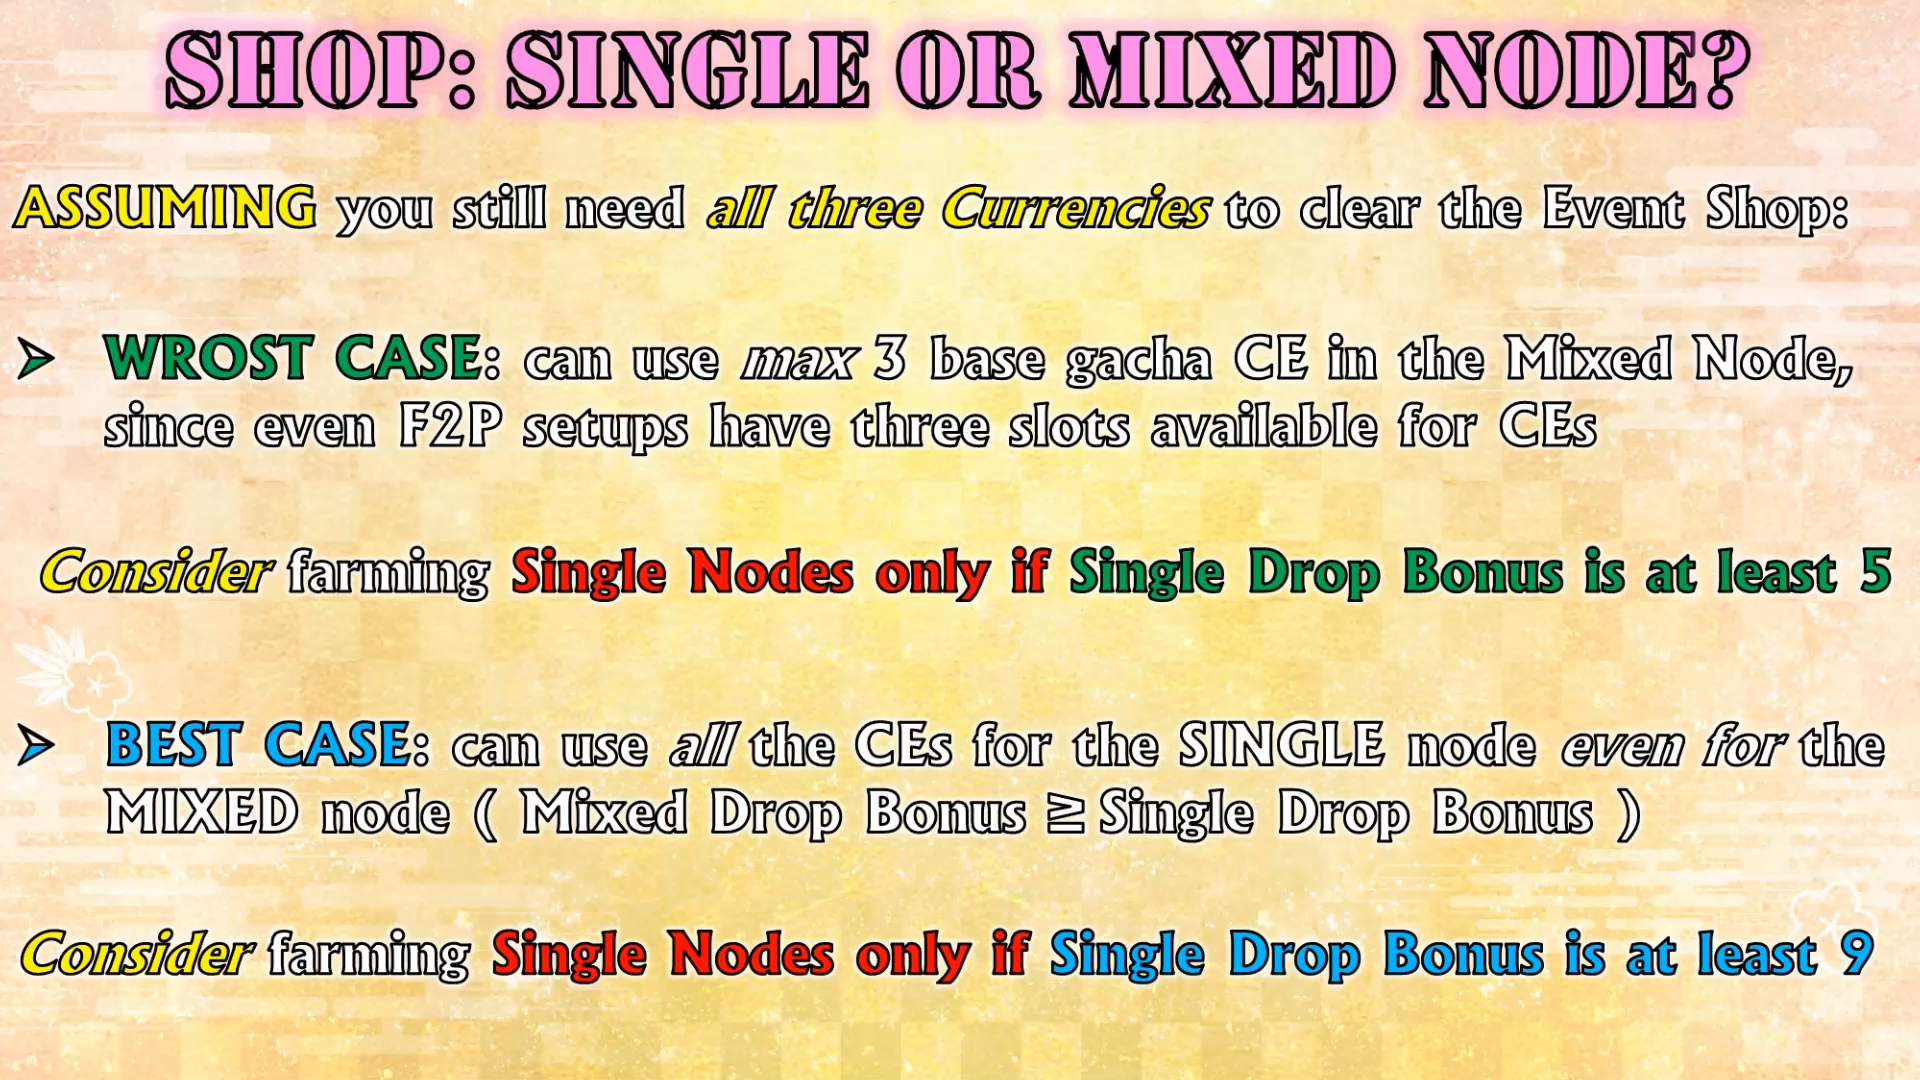 SHOP: SINGLE OR MIXED NODE?
ASSUMING you still need all three Currencies to clear the Event Shop:
➢ WROST CASE: can use max 3 base gacha CE in the Mixed Node,
since even F2P setups have three slots available for CEs
Consider farming Single Nodes only if Single Drop Bonus is at least 5
➢ BEST CASE: can use all the CEs for the SINGLE node even for the
MIXED node ( Mixed Drop Bonus ≥ Single Drop Bonus )
Consider farming Single Nodes only if Single Drop Bonus is at least 9